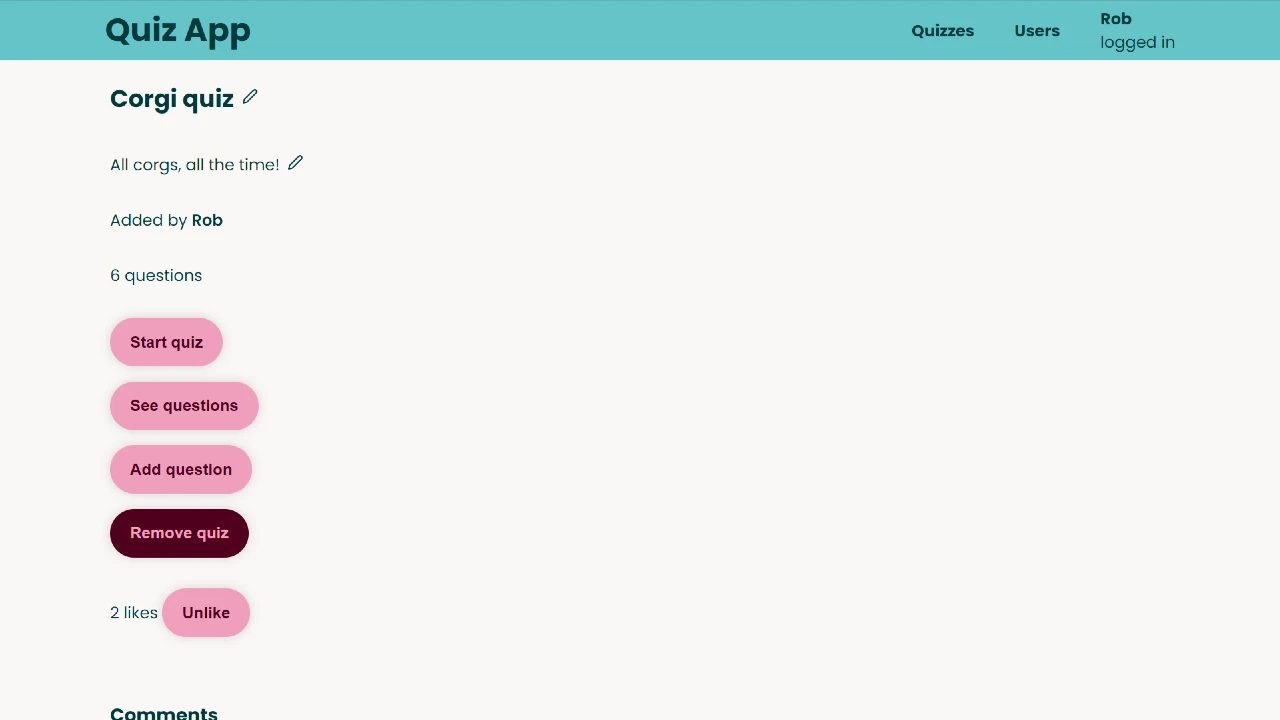 Quiz App
Quizzes
Users
Rob
logged in
Corgi quiz
All corgs, all the time!
Added by Rob
6 questions
Start quiz
See questions
Add question
Remove quiz
2 likes
Unlike
Comments